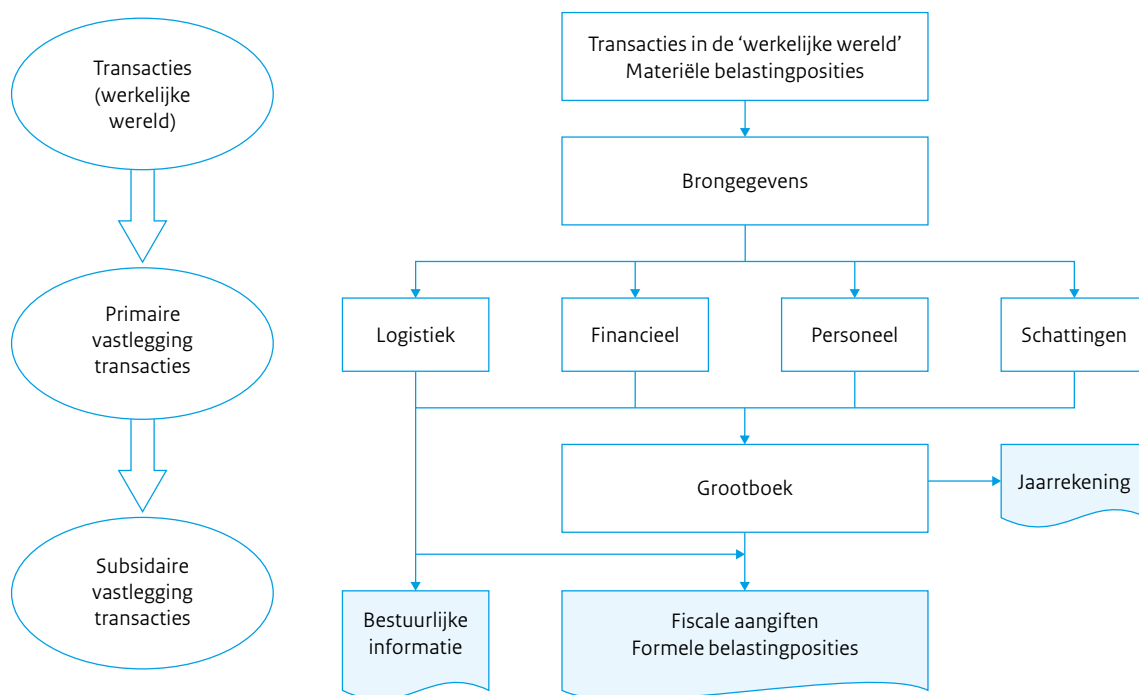 Transacties
(werkelijke
wereld)
Primaire
vastlegging
transacties
Subsidaire
vastlegging
transacties
Transacties in de ‘werkelijke wereld’
Materiële belastingposities
Brongegevens
Logistiek
Financieel
Personeel
Schattingen
Grootboek
Jaarrekening
Bestuurlijke
informatie
Fiscale aangiften
Formele belastingposities